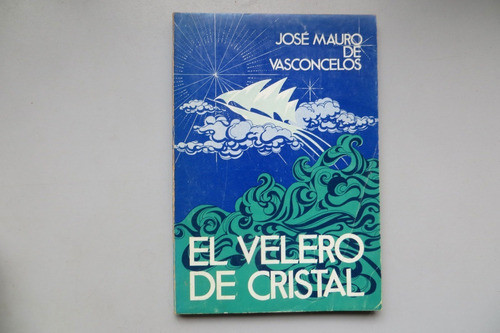 JOSÉ MAURO
DE
VASCONCELOS
EL VELERO
DE CRISTAL